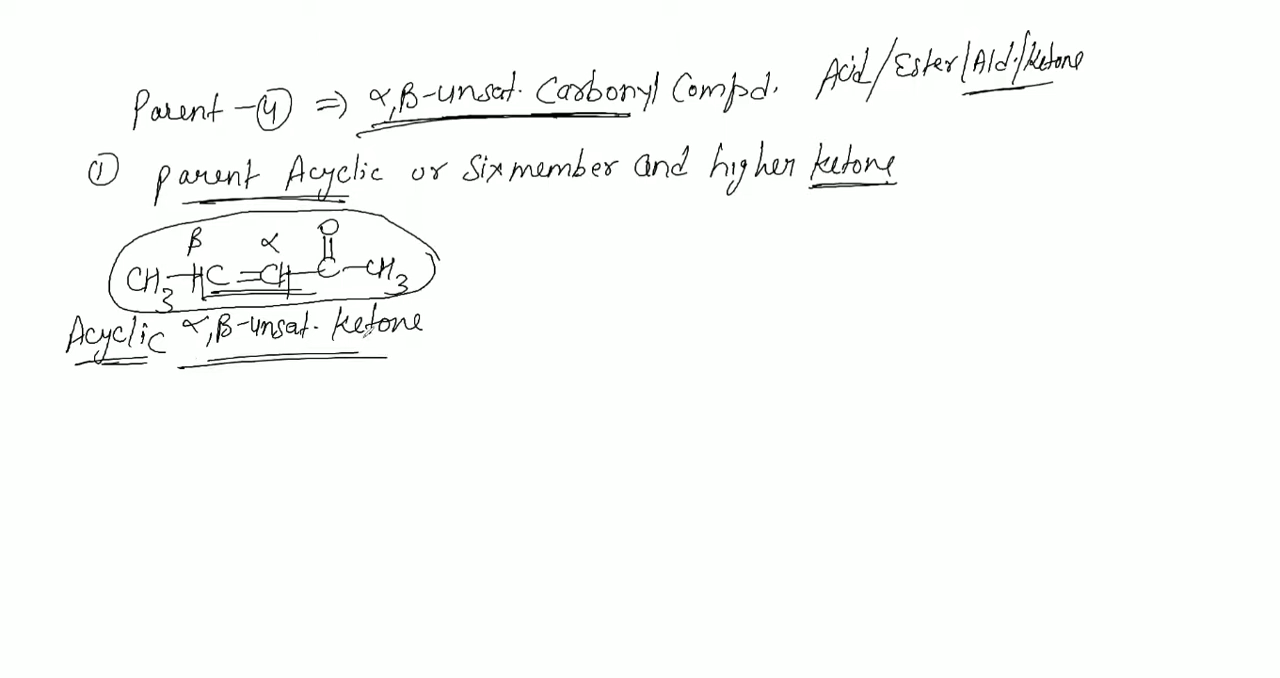 Parent-④ ⇒ α,β-unsat. Carbonyl Compd. Acid/Ester/Ald./ketone
① parent Acyclic or Six member and higher ketone
β α O
CH3-HC=CH-C-CH3
Acyclic α,β-unsat. ketone